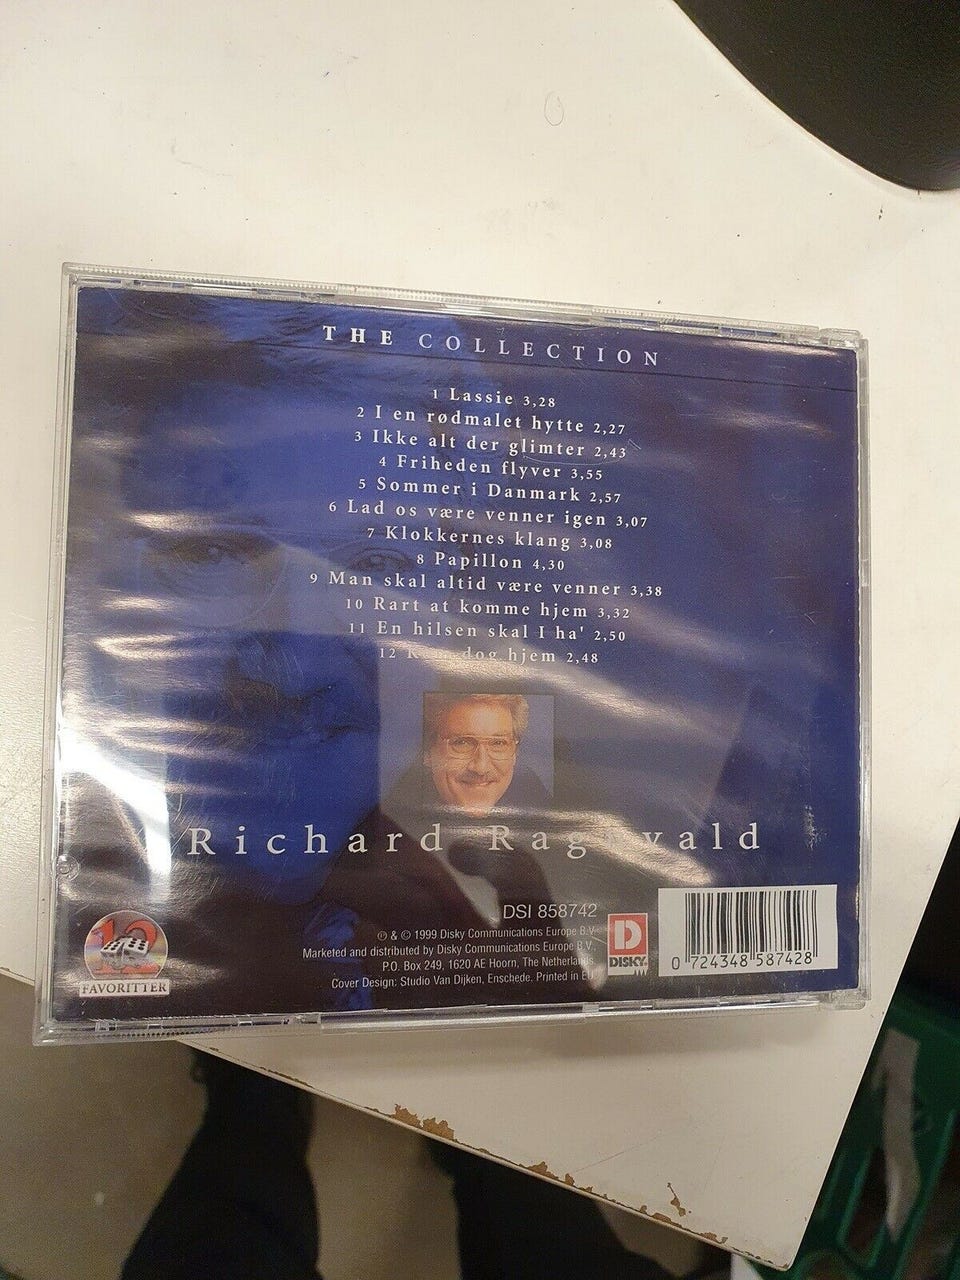 THE COLLECTION
1 Lassie 3,28
2 I en rødmalet hytte 2,27
3 Ikke alt der glimter 2,43
4 Friheden flyver 3,55
5 Sommer i Danmark 2,57
6 Lad os være venner igen 3,07
7 Klokkernes klang 3,08
8 Papillon 4,30
9 Man skal altid være venner 3,38
10 Rart at komme hjem 3,32
11 En hilsen skal I ha' 2,50
12 dog hjem 2,48
Richard
DSI 858742
℗ & © 1999 Disky Communications Europe B.V.
Marketed and distributed by Disky Communications Europe B.V.,
P.O. Box 249, 1620 AE Hoorn, The Netherlands.
Cover Design: Studio Van Dijken, Enschede. Printed in EU.
D
DISKY
0 724348 587428
12
FAVORITTER